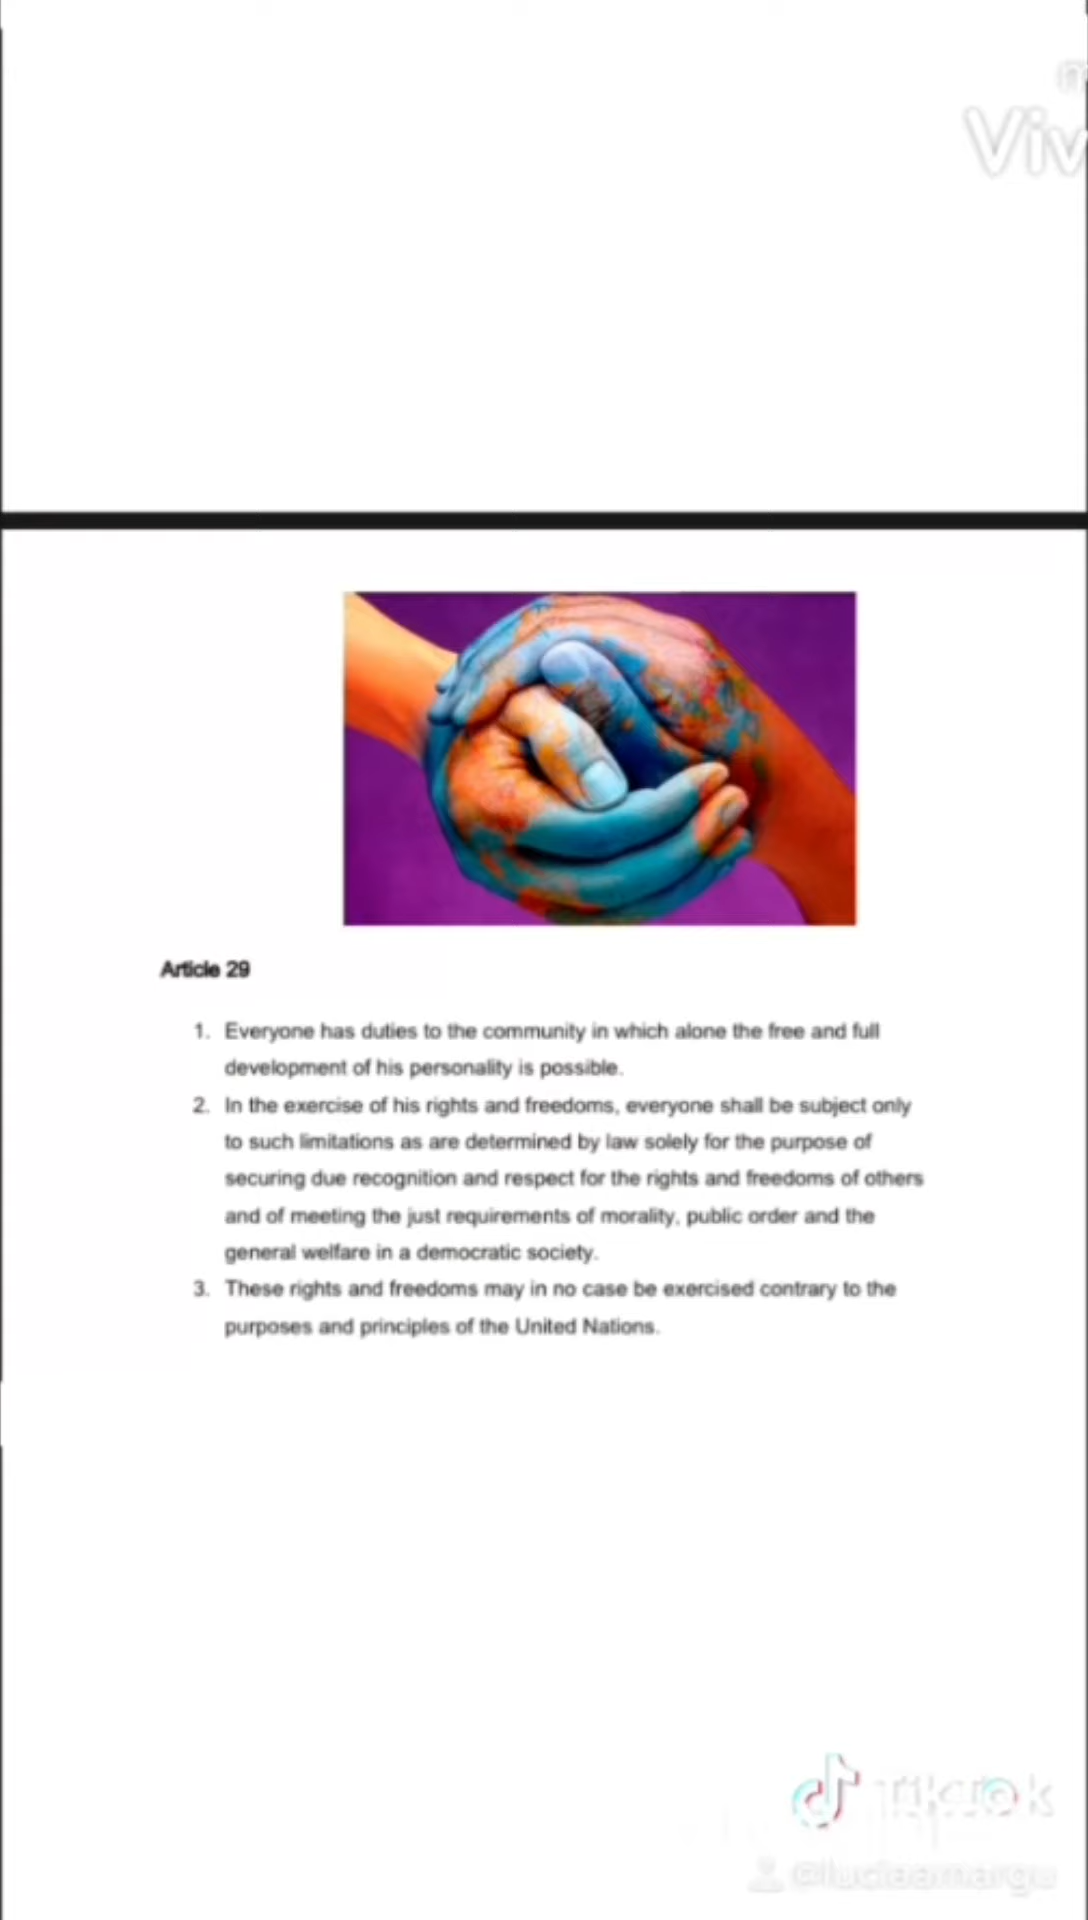 Viv
Article 29
1. Everyone has duties to the community in which alone the free and full
development of his personality is possible.
2. In the exercise of his rights and freedoms, everyone shall be subject only
to such limitations as are determined by law solely for the purpose of
securing due recognition and respect for the rights and freedoms of others
and of meeting the just requirements of morality, public order and the
general welfare in a democratic society.
3. These rights and freedoms may in no case be exercised contrary to the
purposes and principles of the United Nations.
TikTok